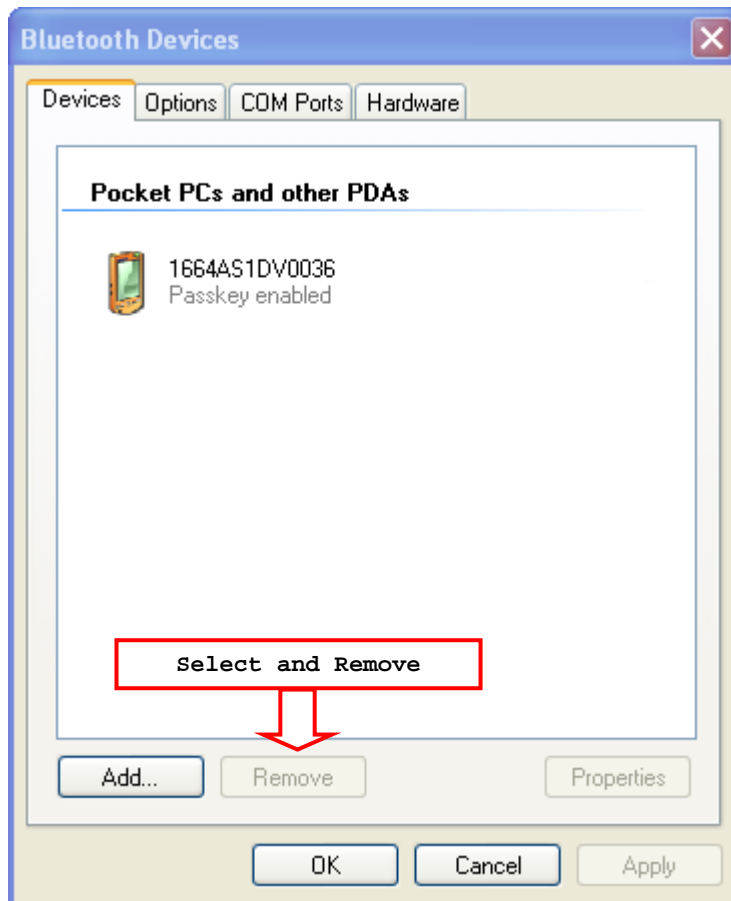 Bluetooth Devices
Devices Options COM Ports Hardware
Pocket PCs and other PDAs
1664AS1DV0036
Passkey enabled
Select and Remove
Add... Remove Properties
OK Cancel Apply